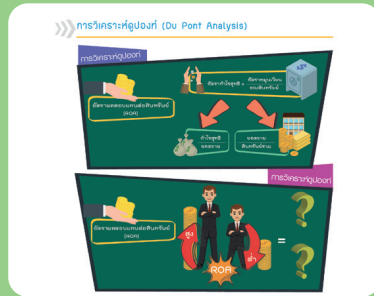 การวิเคราะห์ดูปองท์ (Du Pont Analysis)
การวิเคราะห์ดูปองท์
อัตรากำไรสุทธิ × อัตราหมุนเวียน
รวมสินทรัพย์
อัตราผลตอบแทนต่อสินทรัพย์
(ROA)
กำไรสุทธิ
ยอดขาย
ยอดขาย
สินทรัพย์รวม
การวิเคราะห์ดูปองท์
อัตราผลตอบแทนต่อสินทรัพย์
(ROA)
สูง
ต่ำ
=
ROA